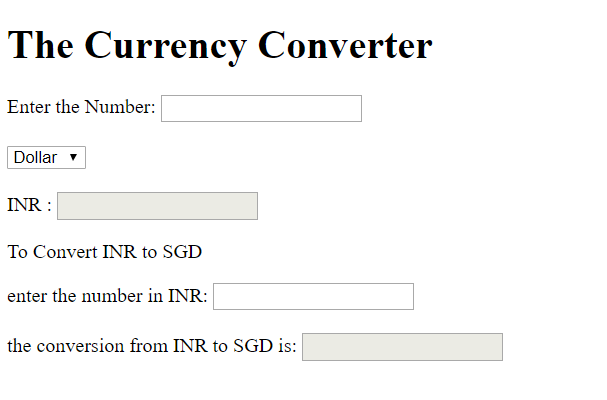 The Currency Converter
Enter the Number:
Dollar
INR :
To Convert INR to SGD
enter the number in INR:
the conversion from INR to SGD is: